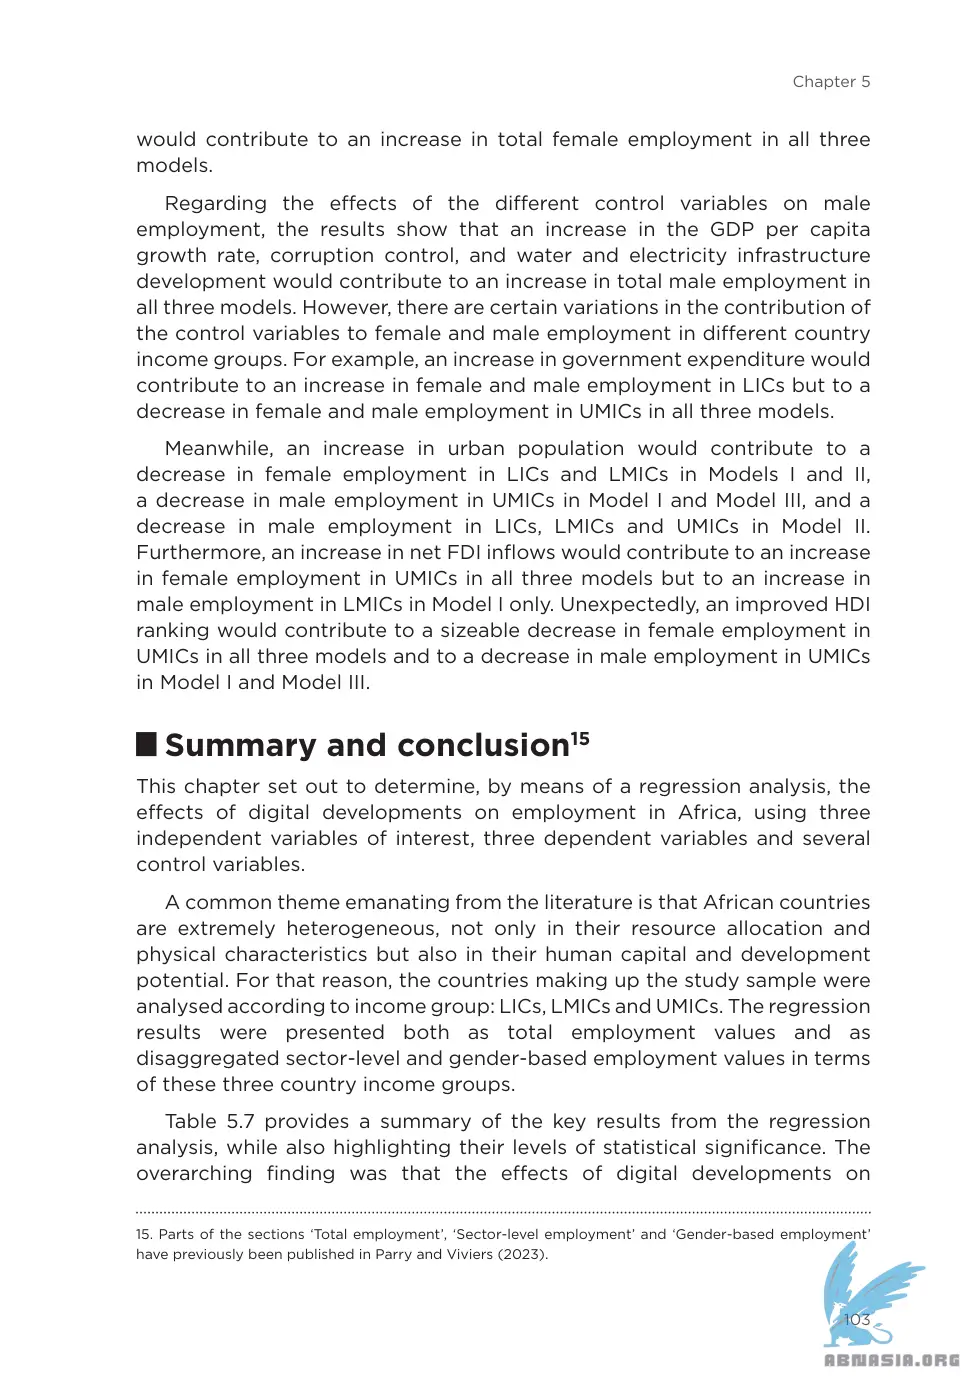 Chapter 5
would contribute to an increase in total female employment in all three
models.
Regarding the effects of the different control variables on male
employment, the results show that an increase in the GDP per capita
growth rate, corruption control, and water and electricity infrastructure
development would contribute to an increase in total male employment in
all three models. However, there are certain variations in the contribution of
the control variables to female and male employment in different country
income groups. For example, an increase in government expenditure would
contribute to an increase in female and male employment in LICs but to a
decrease in female and male employment in UMICs in all three models.
Meanwhile, an increase in urban population would contribute to a
decrease in female employment in LICs and LMICs in Models I and II,
a decrease in male employment in UMICs in Model I and Model III, and a
decrease in male employment in LICs, LMICs and UMICs in Model II.
Furthermore, an increase in net FDI inflows would contribute to an increase
in female employment in UMICs in all three models but to an increase in
male employment in LMICs in Model I only. Unexpectedly, an improved HDI
ranking would contribute to a sizeable decrease in female employment in
UMICs in all three models and to a decrease in male employment in UMICs
in Model I and Model III.
Summary and conclusion15
This chapter set out to determine, by means of a regression analysis, the
effects of digital developments on employment in Africa, using three
independent variables of interest, three dependent variables and several
control variables.
A common theme emanating from the literature is that African countries
are extremely heterogeneous, not only in their resource allocation and
physical characteristics but also in their human capital and development
potential. For that reason, the countries making up the study sample were
analysed according to income group: LICs, LMICs and UMICs. The regression
results were presented both as total employment values and as
disaggregated sector-level and gender-based employment values in terms
of these three country income groups.
Table 5.7 provides a summary of the key results from the regression
analysis, while also highlighting their levels of statistical significance. The
overarching finding was that the effects of digital developments on
15. Parts of the sections ‘Total employment’, ‘Sector-level employment’ and ‘Gender-based employment’
have previously been published in Parry and Viviers (2023).
103
ABNASIA.ORG